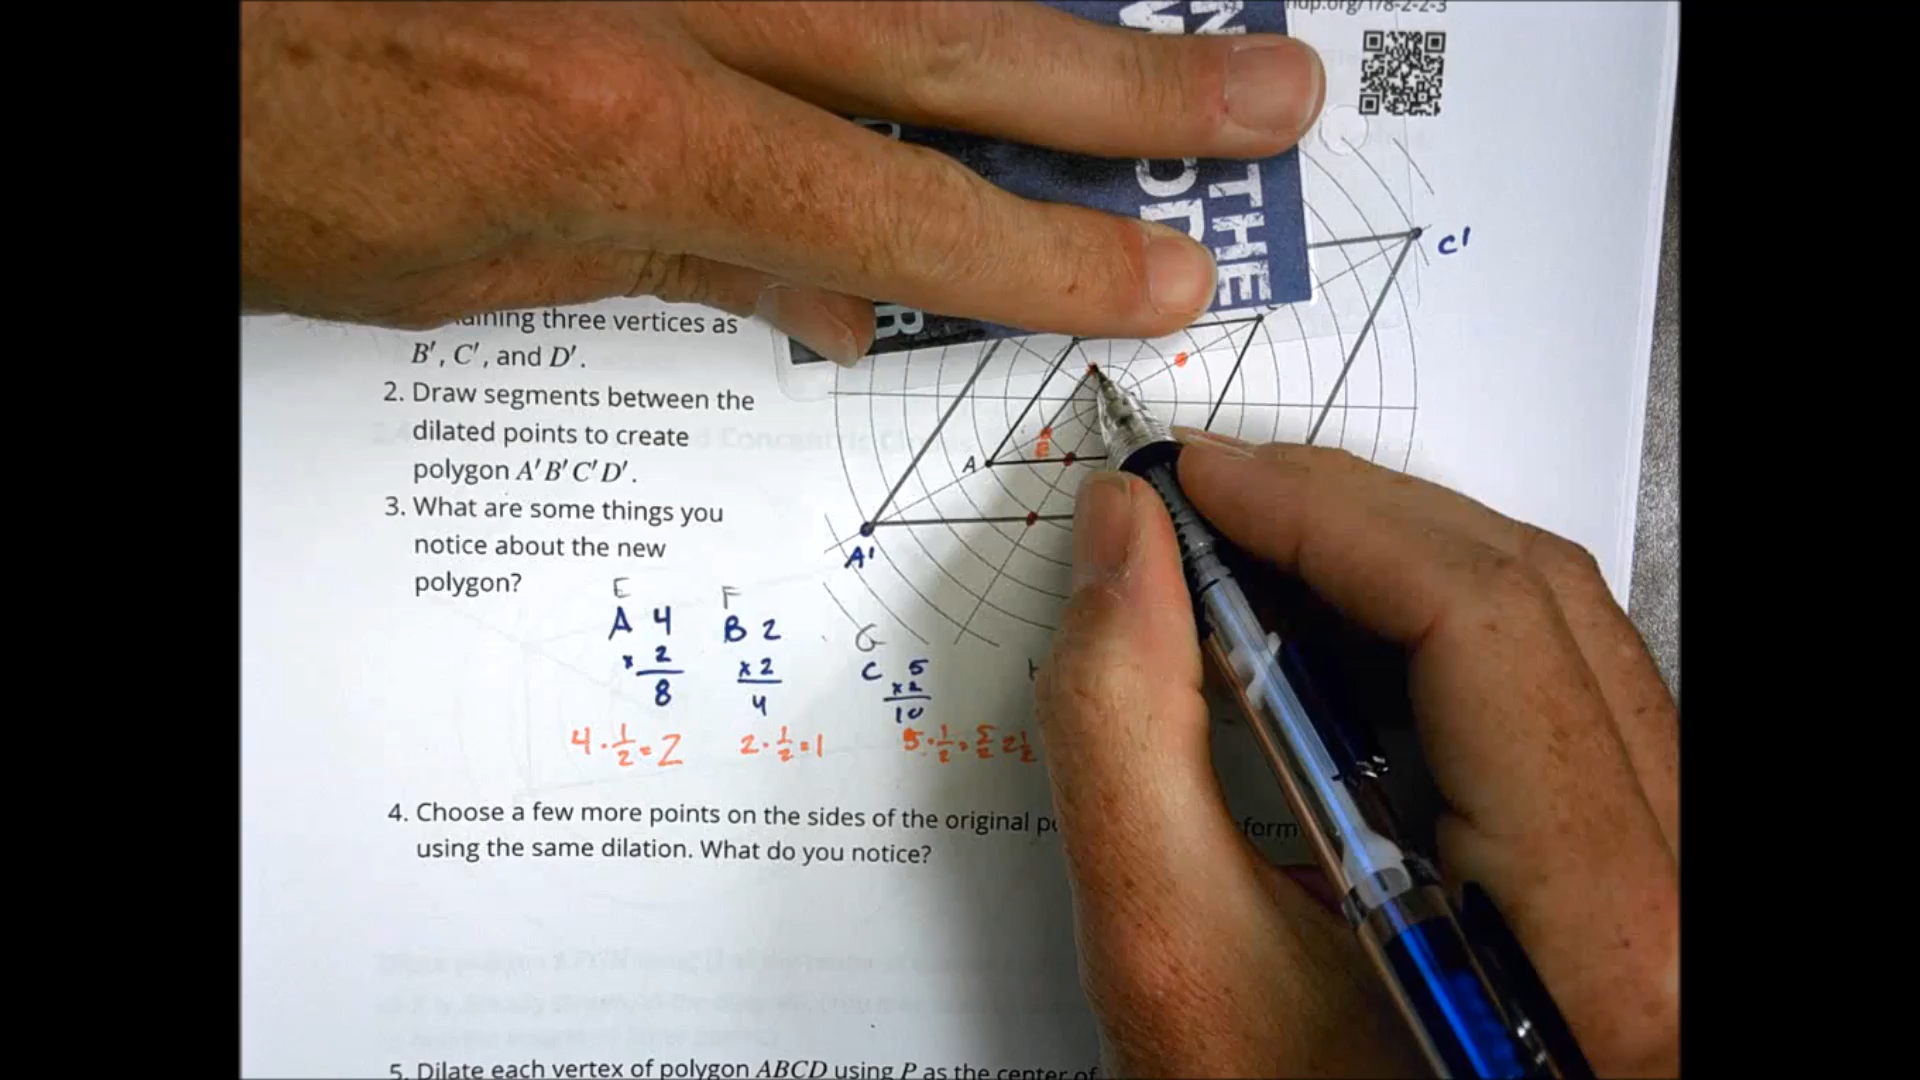 THE
R
C'
three vertices as
B′, C′, and D′.
2. Draw segments between the
dilated points to create
polygon A′B′C′D′.
3. What are some things you
notice about the new
polygon?
A
E
A'
E
F
G
A 4
B 2
C 5
× 2
× 2
× 2
8
4
10
4 · 1/2 = 2
2 · 1/2 = 1
5 · 1/2 = 5/2 2 1/2
4. Choose a few more points on the sides of the original
using the same dilation. What do you notice?
5. Dilate each vertex of polygon ABCD using P as the center of